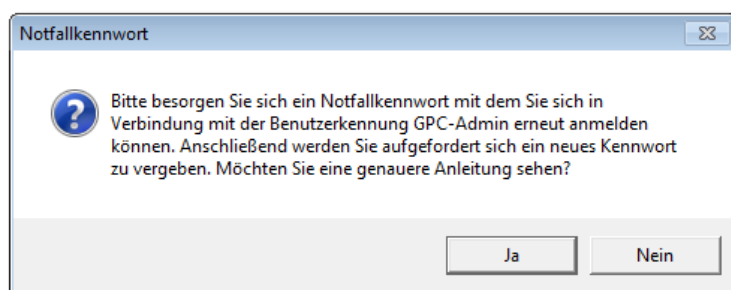 Notfallkennwort
Bitte besorgen Sie sich ein Notfallkennwort mit dem Sie sich in
Verbindung mit der Benutzerkennung GPC-Admin erneut anmelden
können. Anschließend werden Sie aufgefordert sich ein neues Kennwort
zu vergeben. Möchten Sie eine genauere Anleitung sehen?
Ja
Nein